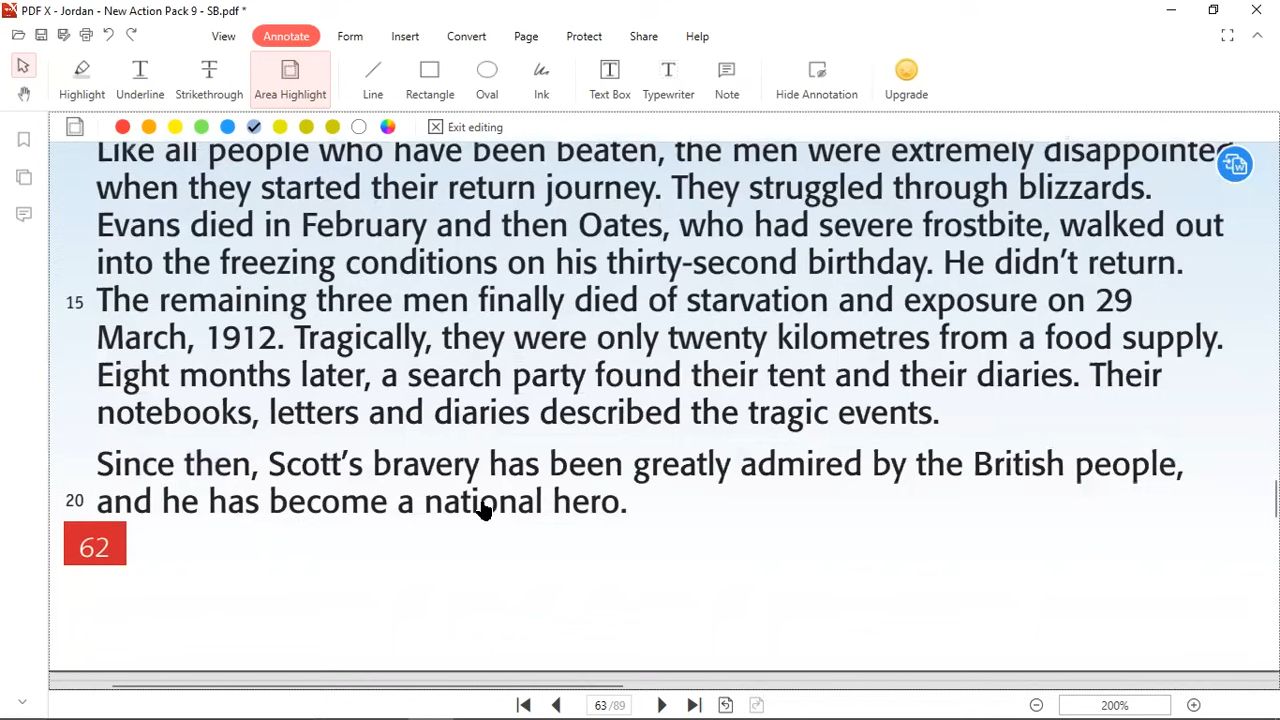 PDF X - Jordan - New Action Pack 9 - SB.pdf *
View Annotate Form Insert Convert Page Protect Share Help
Highlight Underline Strikethrough Area Highlight Line Rectangle Oval Ink Text Box Typewriter Note Hide Annotation Upgrade
Exit editing
Like all people who have been beaten, the men were extremely disappointed
when they started their return journey. They struggled through blizzards.
Evans died in February and then Oates, who had severe frostbite, walked out
into the freezing conditions on his thirty-second birthday. He didn't return.
15 The remaining three men finally died of starvation and exposure on 29
March, 1912. Tragically, they were only twenty kilometres from a food supply.
Eight months later, a search party found their tent and their diaries. Their
notebooks, letters and diaries described the tragic events.
Since then, Scott's bravery has been greatly admired by the British people,
20 and he has become a national hero.
62
63 /89 200%